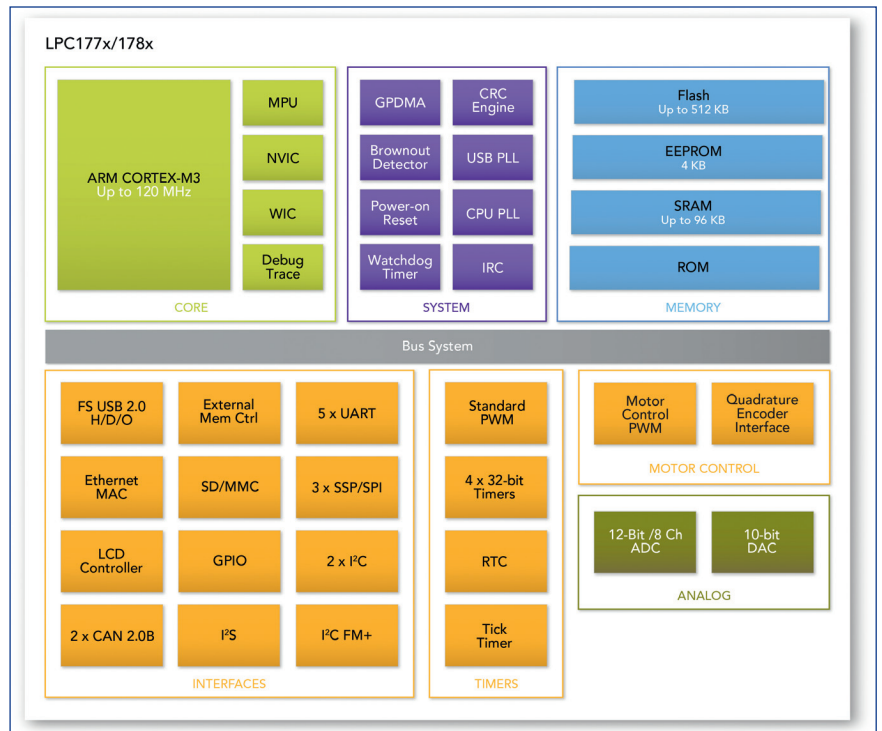 LPC177x/178x
ARM CORTEX-M3
Up to 120 MHz
MPU
NVIC
WIC
Debug
Trace
CORE
GPDMA
CRC
Engine
Brownout
Detector
USB PLL
Power-on
Reset
CPU PLL
Watchdog
Timer
IRC
SYSTEM
Flash
Up to 512 KB
EEPROM
4 KB
SRAM
Up to 96 KB
ROM
MEMORY
Bus System
FS USB 2.0
H/D/O
External
Mem Ctrl
5 x UART
Ethernet
MAC
SD/MMC
3 x SSP/SPI
LCD
Controller
GPIO
2 x I²C
2 x CAN 2.0B
I²S
I²C FM+
INTERFACES
Standard
PWM
4 x 32-bit
Timers
RTC
Tick
Timer
TIMERS
Motor
Control
PWM
Quadrature
Encoder
Interface
MOTOR CONTROL
12-Bit /8 Ch
ADC
10-bit
DAC
ANALOG